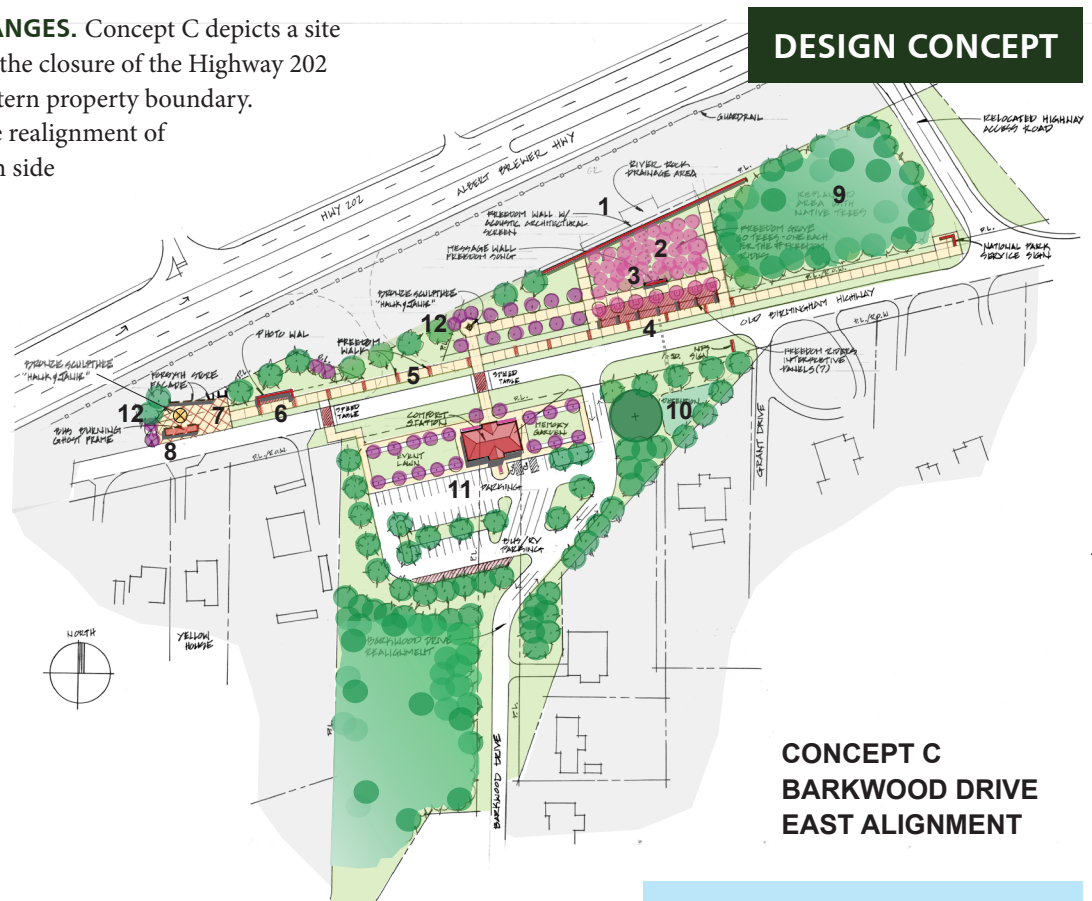 ANGES. Concept C depicts a site
the closure of the Highway 202
tern property boundary.
e realignment of
n side
DESIGN CONCEPT
GUARDRAIL
RELOCATED HIGHWAY
ACCESS ROAD
ALBERT BREWER HWY
HWY 202
RIVER ROCK
DRAINAGE AREA
P.L.
1
FREEDOM WALL W/
ACOUSTIC ARCHITECTURAL
SCREEN
MESSAGE WALL
FREEDOM SONG
2
3
9
AREA WITH
NATIVE TREES
FREEDOM GROVE
P.L.
NATIONAL PARK
SERVICE SIGN
BRONZE SCULPTURE
12
4
OLD BIRMINGHAM HIGHWAY
P.L./R.O.W
PHOTO WAL
FREEDOM
WALK
5
SPEED
TABLE
FREEDOM RIDERS
INTERPRETIVE
PANELS (7)
BRONZE SCULPTURE
FORSYTH STORE
FACADE
12
7
6
SPEED
TABLE
BUS BURNING
GHOST FRAME
8
P.L./R.O.W.
COMFORT
STATION
MEMORY
GARDEN
EVENT
LAWN
10
GRANT DRIVE
11
PARKING
BUS/RV
PARKING
P.L.
NORTH
YELLOW
HOUSE
BARKWOOD DRIVE
REALIGNMENT
P.L.
P.L.
BARKWOOD DRIVE
CONCEPT C
BARKWOOD DRIVE
EAST ALIGNMENT